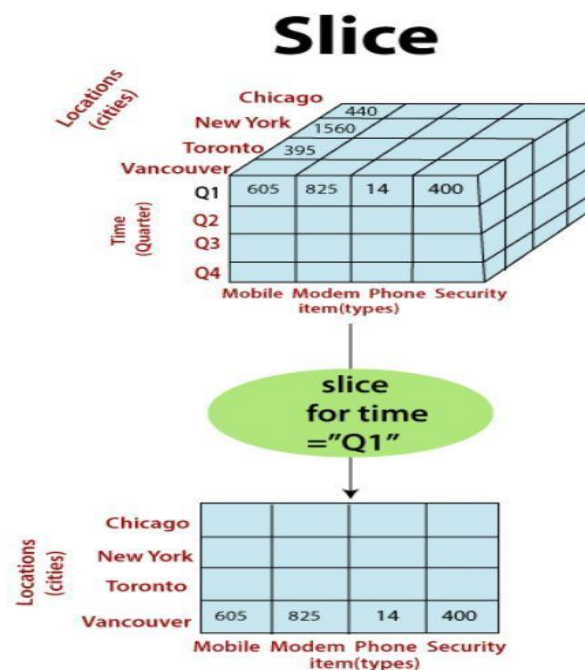 Slice
Locations
(cities)
Chicago
440
New York
1560
Toronto
395
Vancouver
Q1 605 825 14 400
Time
(Quarter)
Q2
Q3
Q4
Mobile Modem Phone Security
item(types)
slice
for time
="Q1"
Locations
(cities)
Chicago
New York
Toronto
Vancouver 605 825 14 400
Mobile Modem Phone Security
item(types)